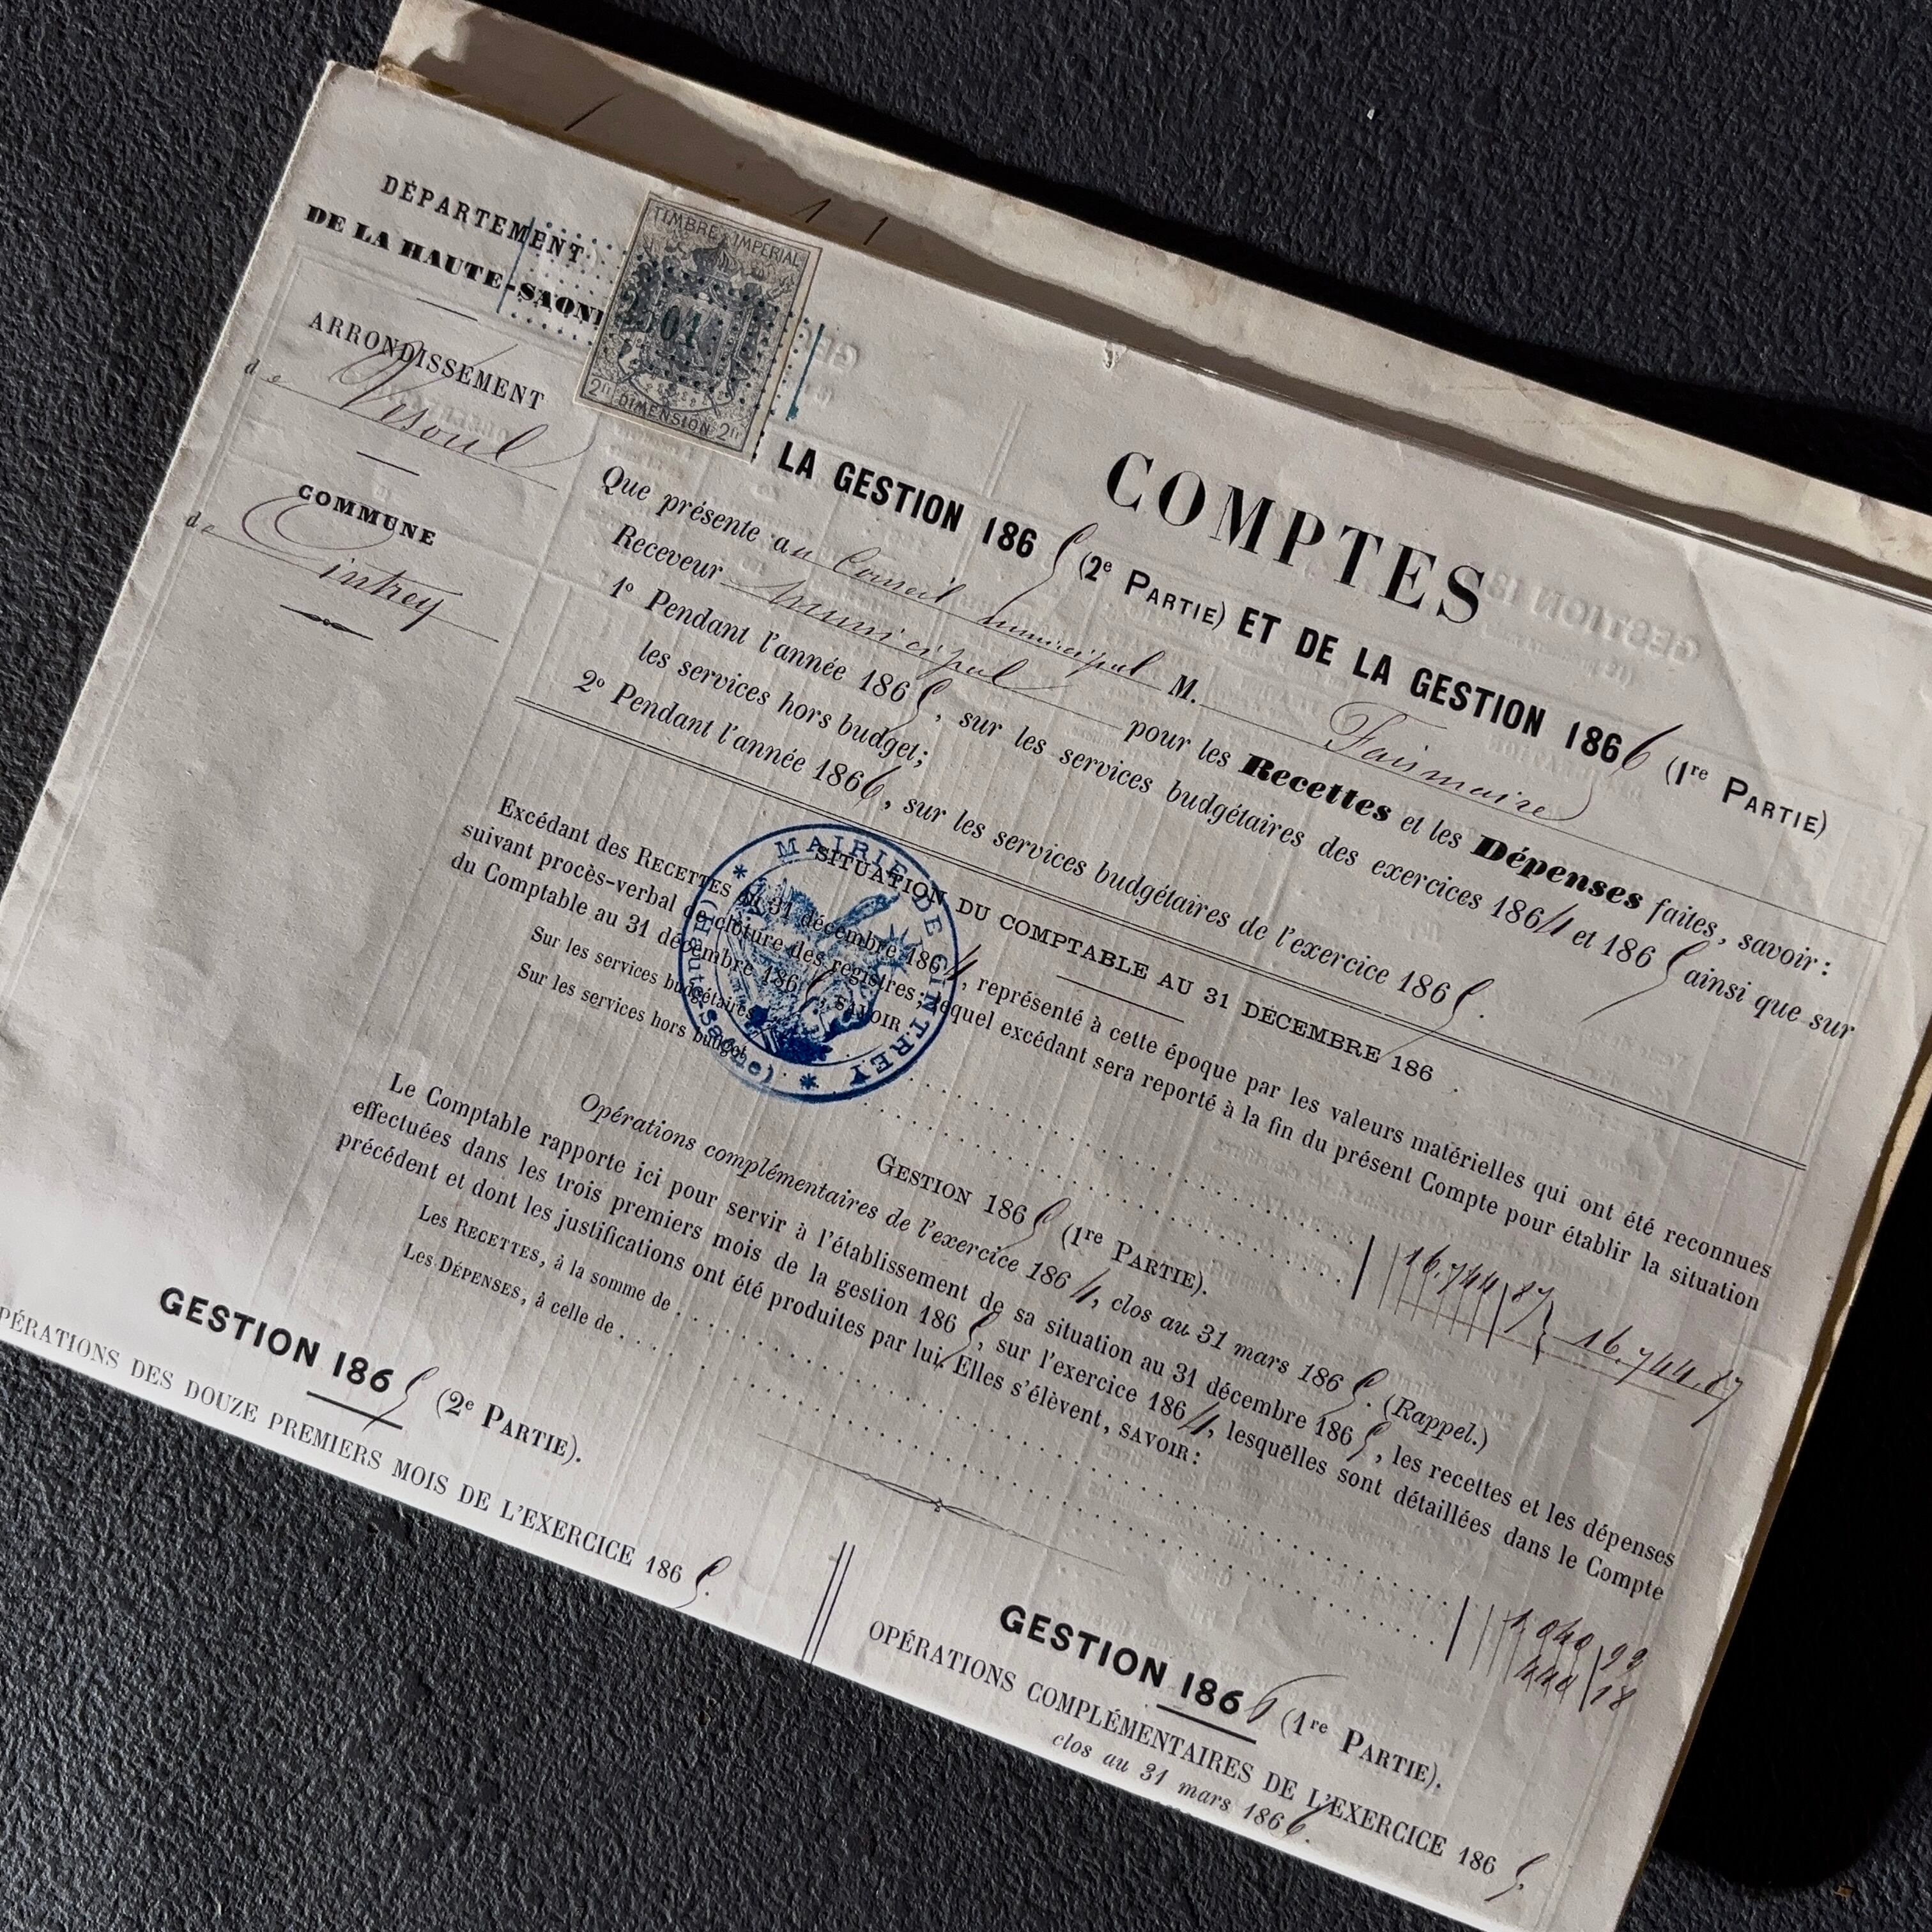 DÉPARTEMENT
DE LA HAUTE-SAONE
ARRONDISSEMENT
de Vesoul
COMMUNE
de Cintrey
TIMBRE IMPERIAL
2 fr DIMENSION 2 fr
COMPTES
LA GESTION 1865 (2e PARTIE) ET DE LA GESTION 1866 (1re PARTIE)
Que présente au Conseil municipal M. Faismaire
Receveur municipal pour les Recettes et les Dépenses faites, savoir :
1° Pendant l'année 1865, sur les services budgétaires des exercices 1864 et 1865 ainsi que sur
les services hors budget;
2° Pendant l'année 1866, sur les services budgétaires de l'exercice 1865.
MAIRIE DE CINTREY
(Haute-Saône)
SITUATION DU COMPTABLE AU 31 DÉCEMBRE 186 .
Excédant des RECETTES au 31 décembre 1864, représenté à cette époque par les valeurs matérielles qui ont été reconnues
suivant procès-verbal de clôture des registres; lequel excédant sera reporté à la fin du présent Compte pour établir la situation
du Comptable au 31 décembre 1865, SAVOIR :
Sur les services budgétaires 16.744 87
Sur les services hors budget 16.744.87
GESTION 1865 (1re PARTIE).
Opérations complémentaires de l'exercice 1864, clos au 31 mars 1865. (Rappel.)
Le Comptable rapporte ici pour servir à l'établissement de sa situation au 31 décembre 1865, les recettes et les dépenses
effectuées dans les trois premiers mois de la gestion 1865, sur l'exercice 1864, lesquelles sont détaillées dans le Compte
précédent et dont les justifications ont été produites par lui. Elles s'élèvent, SAVOIR :
Les RECETTES, à la somme de 1.040 99
Les DÉPENSES, à celle de 440 18
GESTION 1865 (2e PARTIE).
OPÉRATIONS DES DOUZE PREMIERS MOIS DE L'EXERCICE 1865.
GESTION 1866 (1re PARTIE).
OPÉRATIONS COMPLÉMENTAIRES DE L'EXERCICE 1865,
clos au 31 mars 1866.